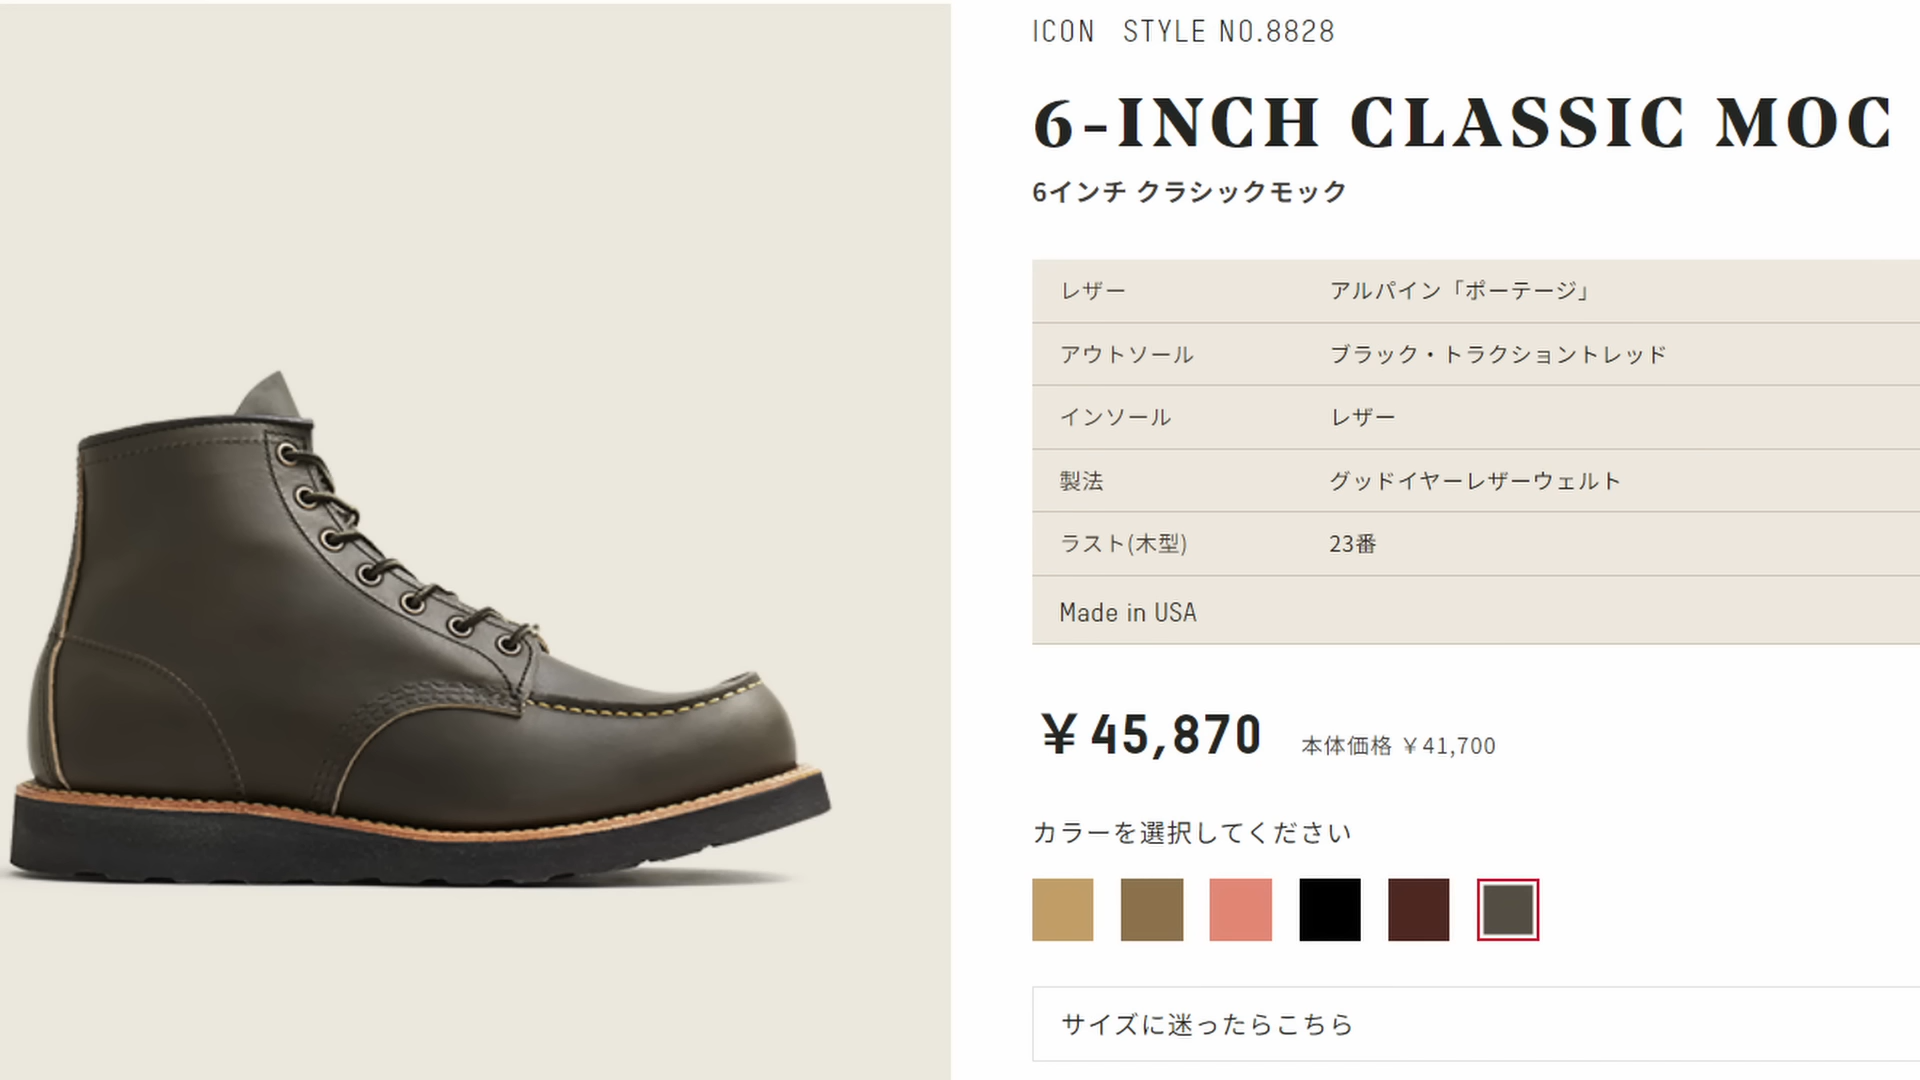 ICON STYLE NO.8828
6-INCH CLASSIC MOC
6インチ クラシックモック
レザー アルパイン「ポーテージ」
アウトソール ブラック・トラクショントレッド
インソール レザー
製法 グッドイヤーレザーウェルト
ラスト(木型) 23番
Made in USA
￥45,870 本体価格 ￥41,700
カラーを選択してください
サイズに迷ったらこちら